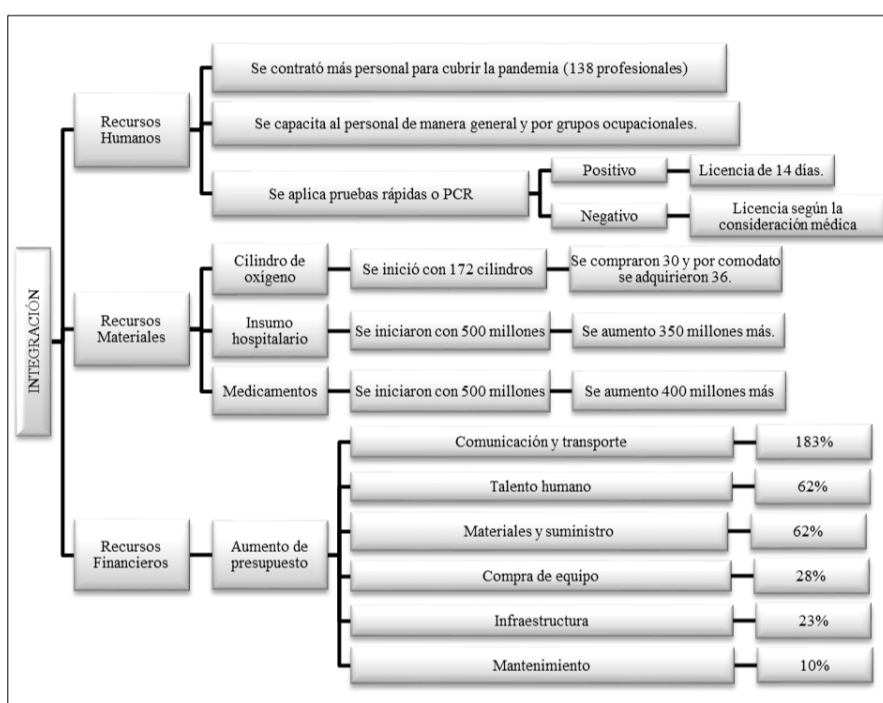 INTEGRACIÓN
Recursos
Humanos
Se contrató más personal para cubrir la pandemia (138 profesionales)
Se capacita al personal de manera general y por grupos ocupacionales.
Se aplica pruebas rápidas o PCR
Positivo
Licencia de 14 días.
Negativo
Licencia según la
consideración médica
Recursos
Materiales
Cilindro de
oxígeno
Se inició con 172 cilindros
Se compraron 30 y por comodato
se adquirieron 36.
Insumo
hospitalario
Se iniciaron con 500 millones
Se aumento 350 millones más.
Medicamentos
Se iniciaron con 500 millones
Se aumento 400 millones más
Recursos
Financieros
Aumento de
presupuesto
Comunicación y transporte
183%
Talento humano
62%
Materiales y suministro
62%
Compra de equipo
28%
Infraestructura
23%
Mantenimiento
10%